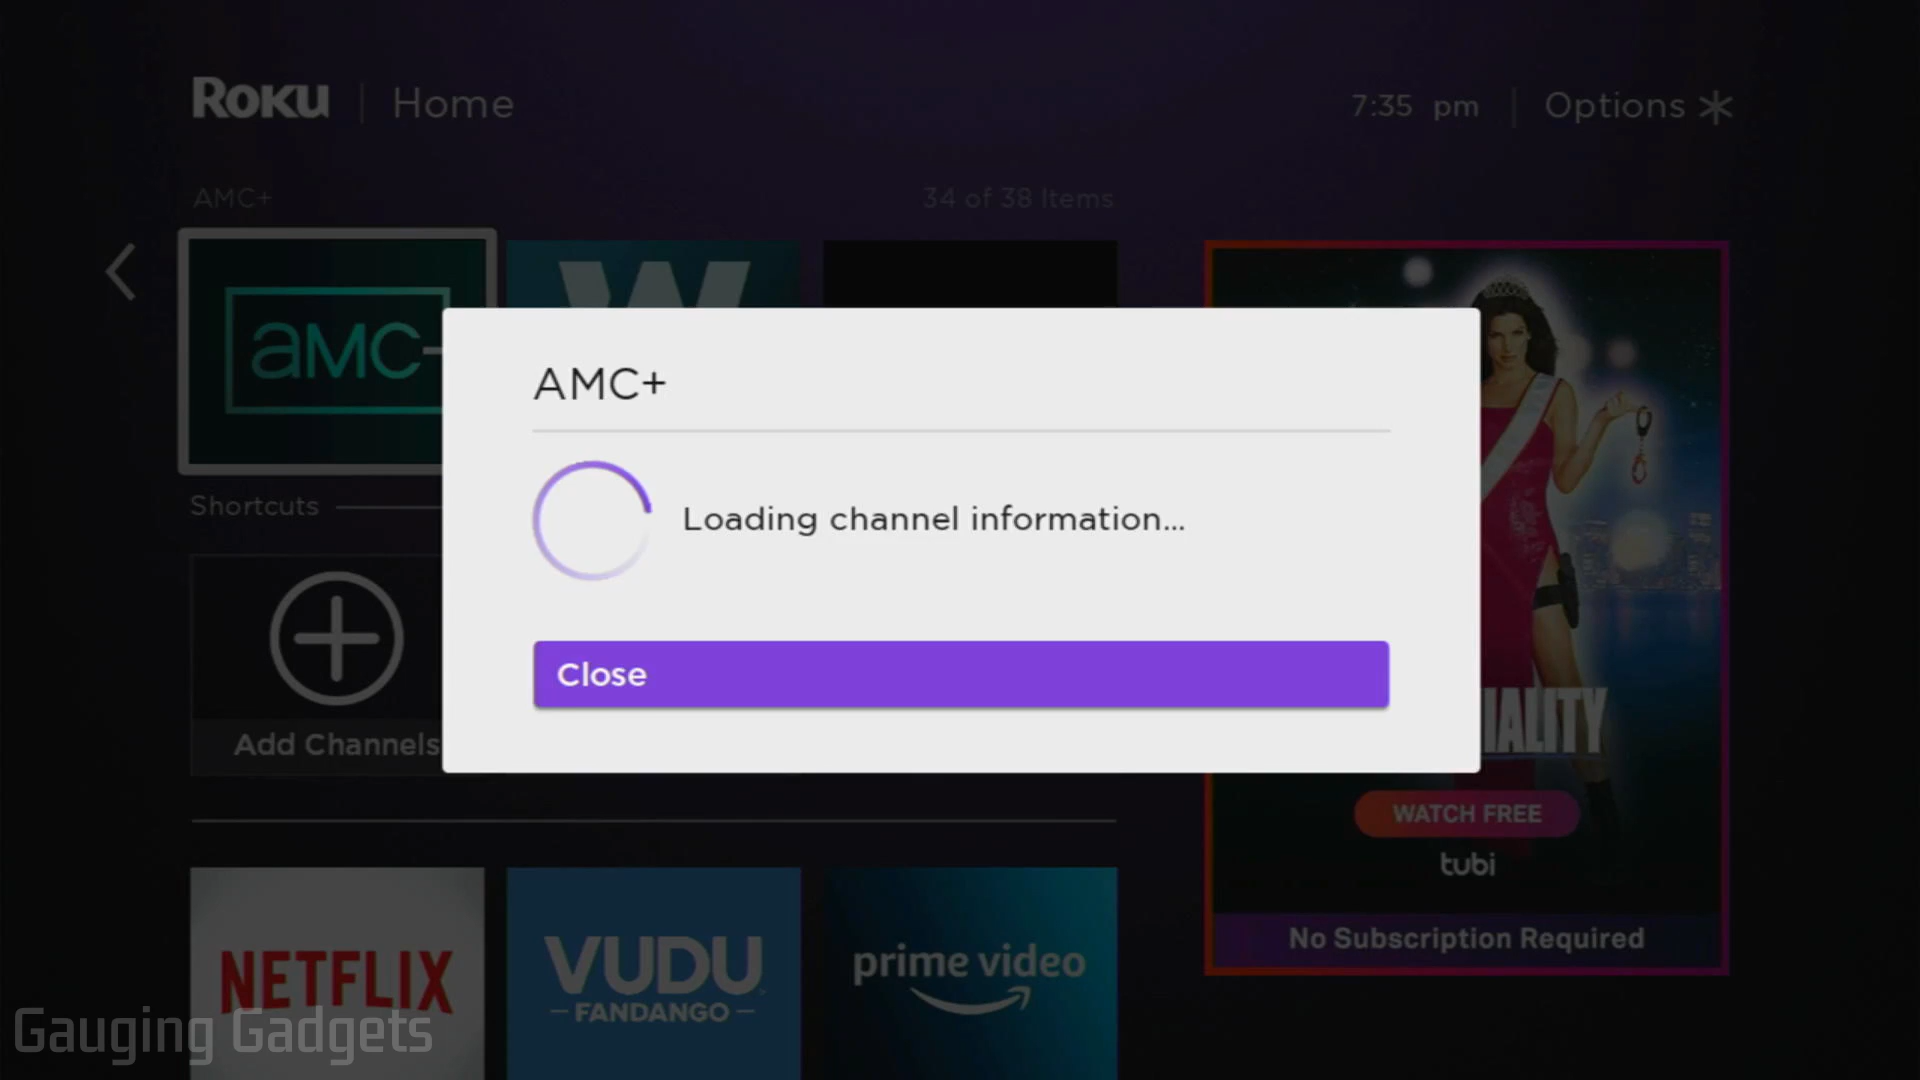 Roku | Home
7:35 pm | Options
AMC+
34 of 38 Items
aMC
W
AMC+
Loading channel information...
Close
Shortcuts
Add Channels
IALITY
WATCH FREE
tubi
No Subscription Required
NETFLIX
VUDU
FANDANGO
prime video
Gauging Gadgets